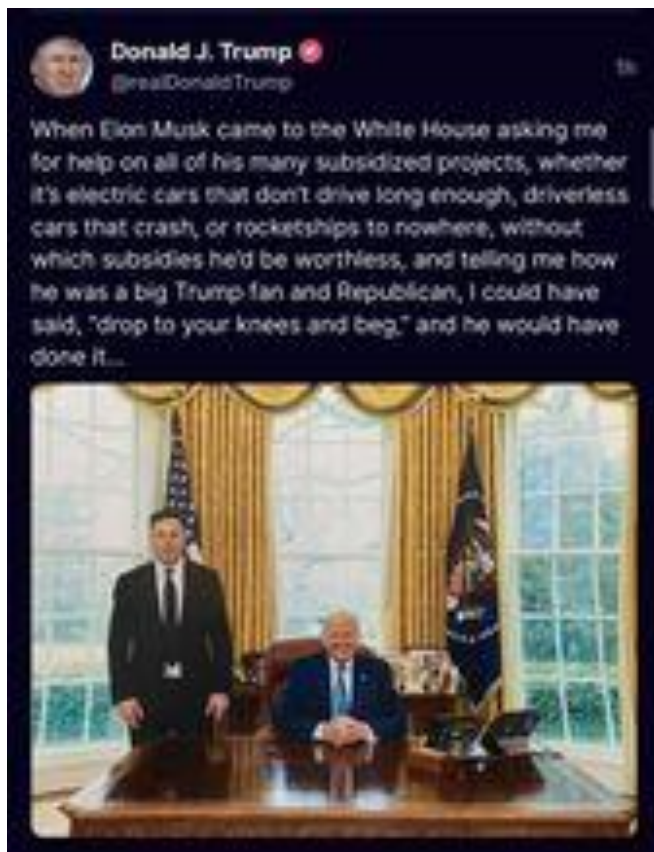 Donald J. Trump
@realDonaldTrump
When Elon Musk came to the White House asking me
for help on all of his many subsidized projects, whether
it's electric cars that don't drive long enough, driverless
cars that crash, or rocketships to nowhere, without
which subsidies he'd be worthless, and telling me how
he was a big Trump fan and Republican, I could have
said, "drop to your knees and beg," and he would have
done it...